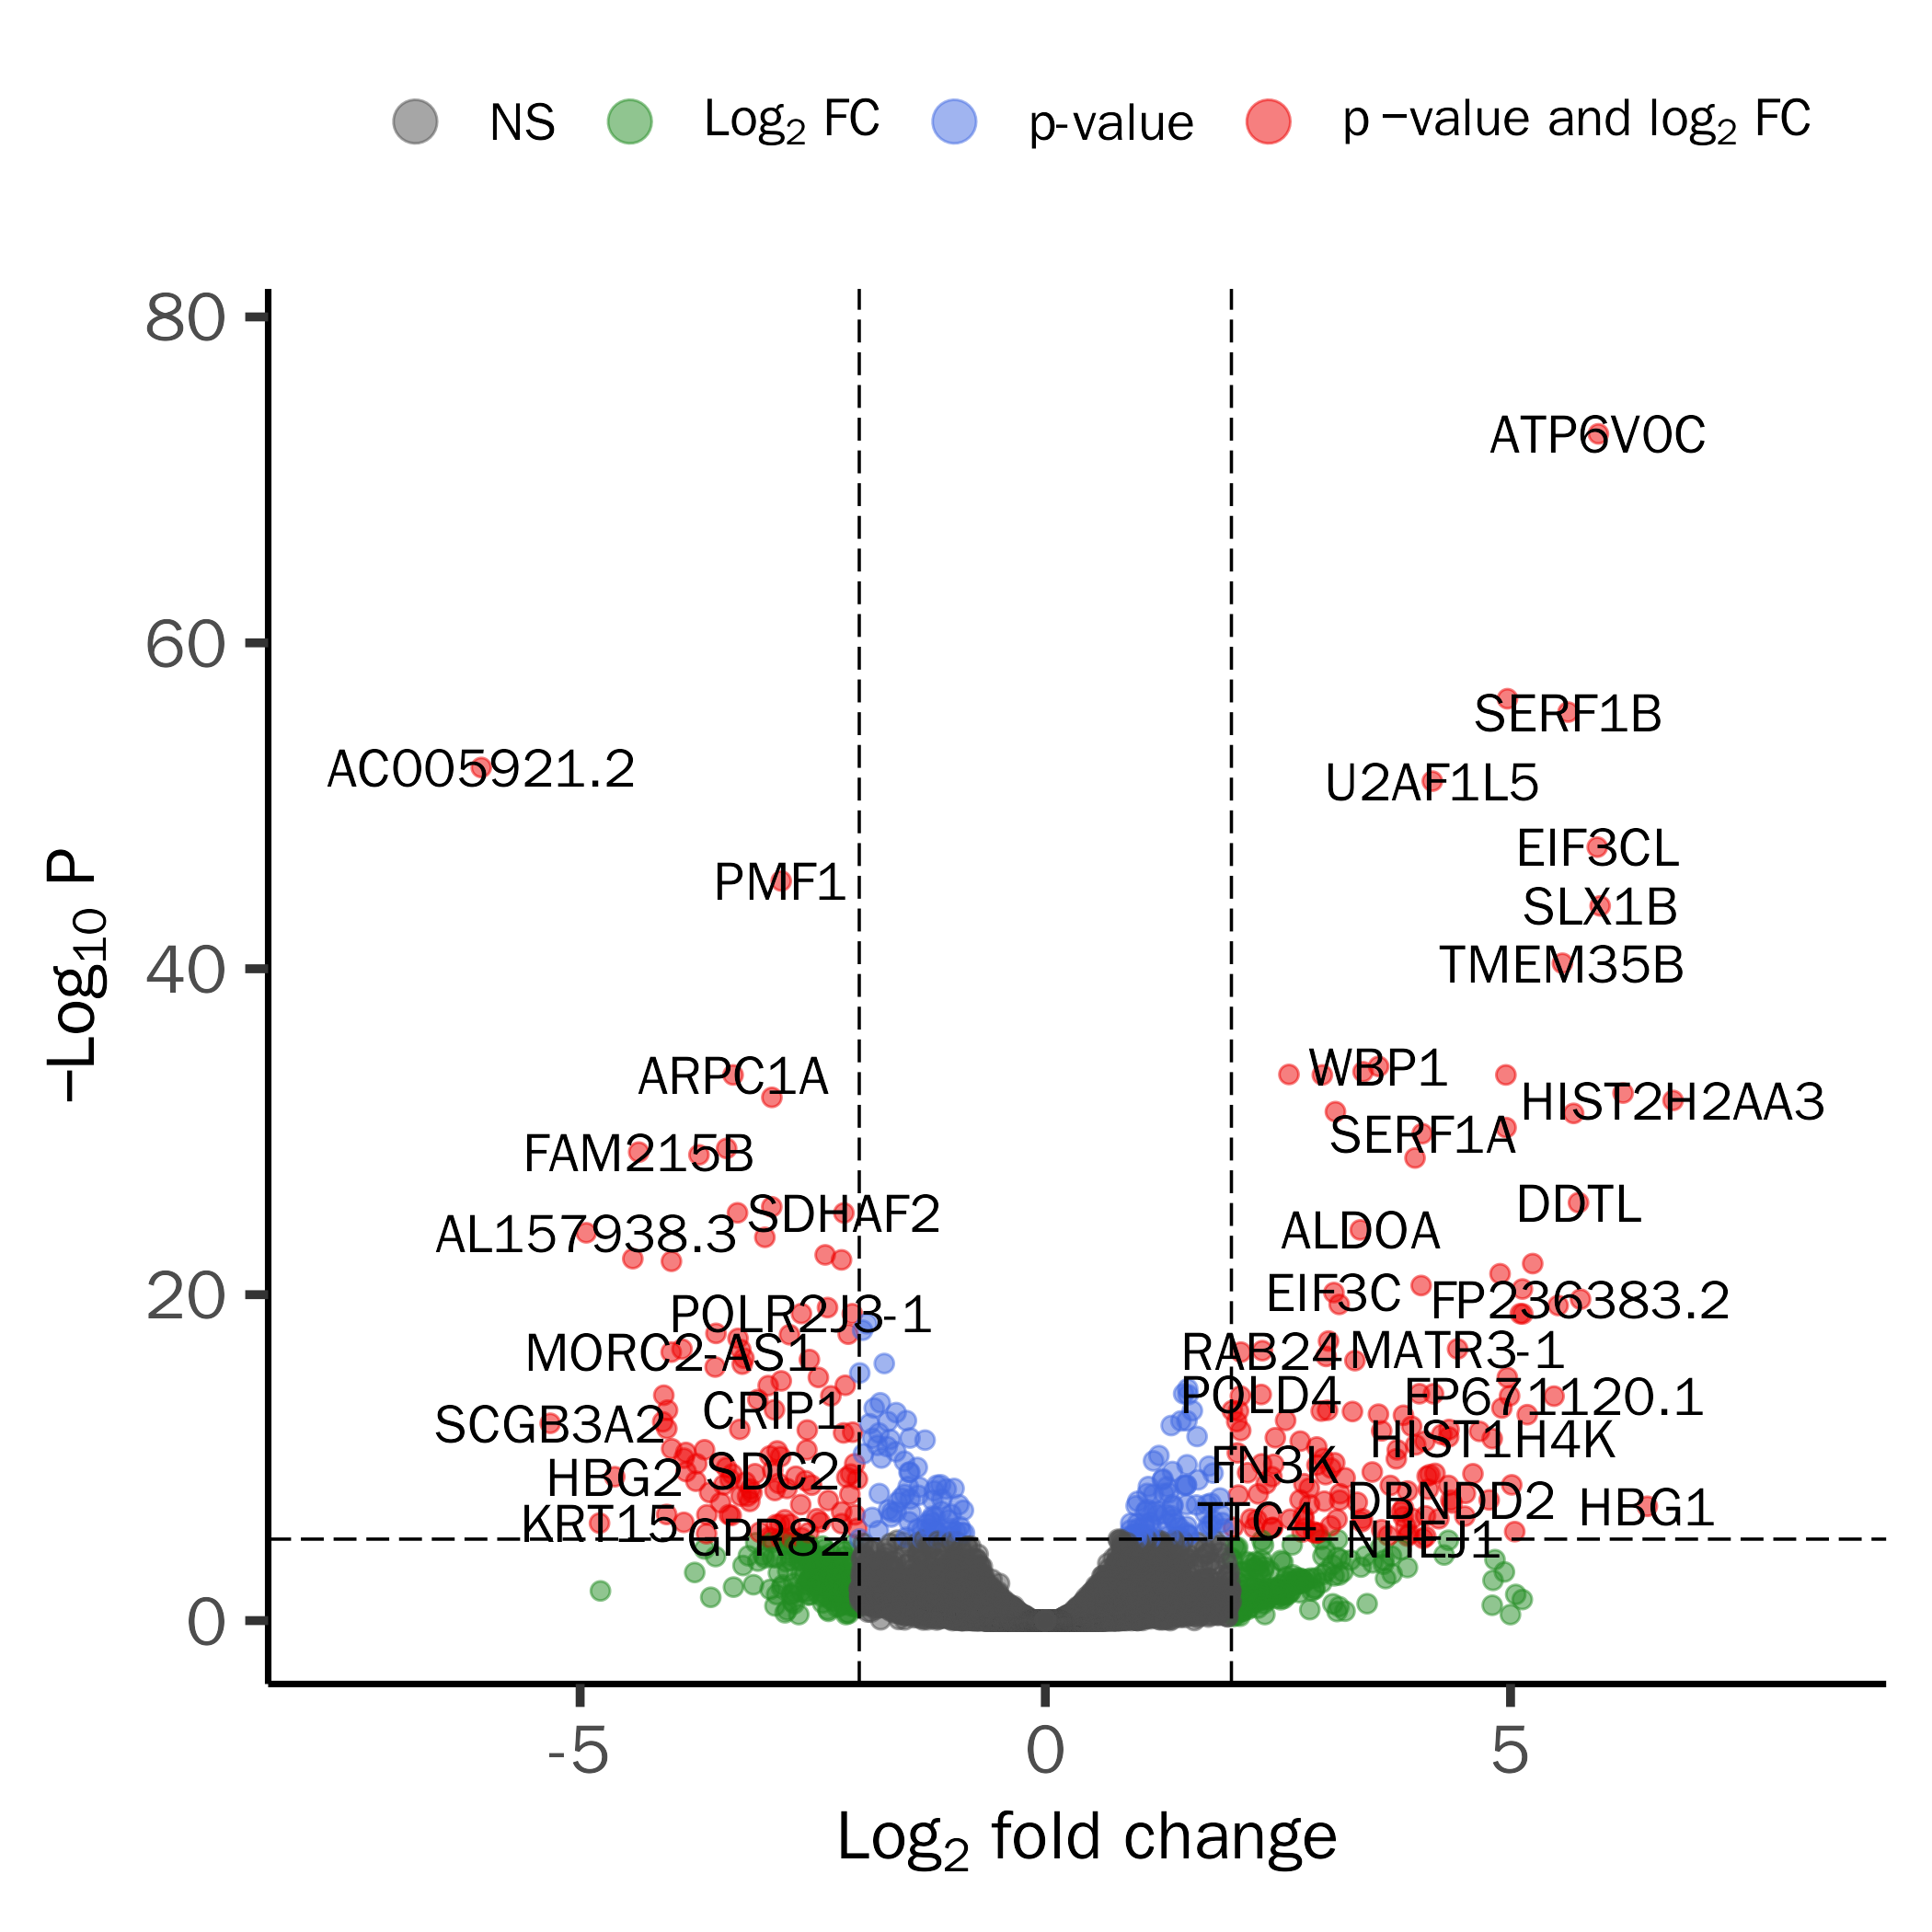 NS
Log2 FC
p-value
p −value and log2 FC
80
ATP6V0C
60
SERF1B
AC005921.2
U2AF1L5
EIF3CL
PMF1
SLX1B
−Log10 P
40
TMEM35B
WBP1
ARPC1A
HIST2H2AA3
SERF1A
FAM215B
DDTL
SDHAF2
ALDOA
AL157938.3
20
EIF3C
FP236383.2
POLR2J3-1
RAB24
MATR3-1
MORC2-AS1
POLD4
FP671120.1
CRIP1
SCGB3A2
HIST1H4K
FN3K
SDC2
HBG2
DBNDD2
HBG1
TTC4
KRT15
GPR82
NHEJ1
0
-5
0
5
Log2 fold change